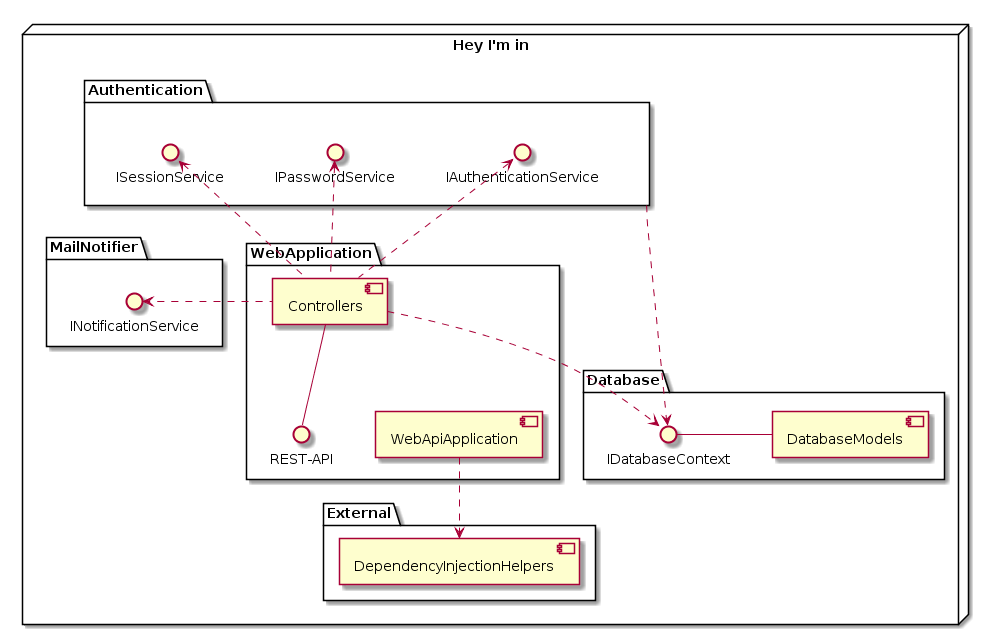 Hey I'm in
Authentication
ISessionService
IPasswordService
IAuthenticationService
MailNotifier
INotificationService
WebApplication
Controllers
REST-API
WebApiApplication
Database
IDatabaseContext
DatabaseModels
External
DependencyInjectionHelpers